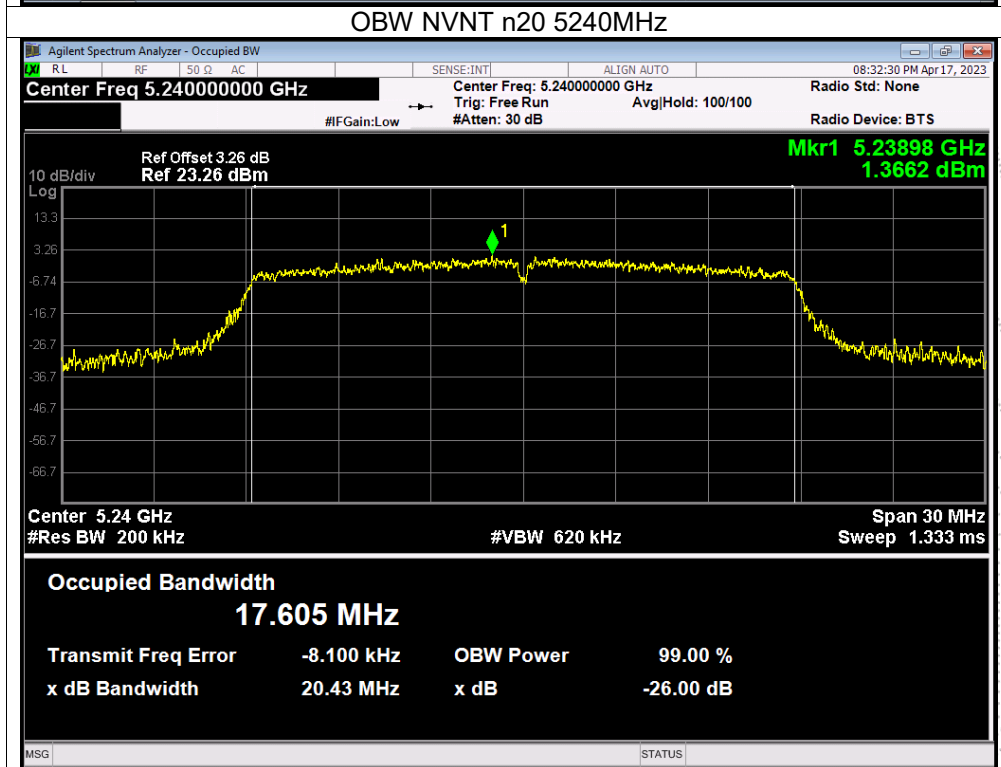 OBW NVNT n20 5240MHz
Agilent Spectrum Analyzer - Occupied BW
LXI RL RF 50 Ω AC SENSE:INT ALIGN AUTO 08:32:30 PM Apr 17, 2023
Center Freq 5.240000000 GHz Center Freq: 5.240000000 GHz Radio Std: None
Trig: Free Run Avg|Hold: 100/100
#IFGain:Low #Atten: 30 dB Radio Device: BTS
Ref Offset 3.26 dB Mkr1 5.23898 GHz
10 dB/div Ref 23.26 dBm 1.3662 dBm
Log
13.3
1
3.26
-6.74
-16.7
-26.7
-36.7
-46.7
-56.7
-66.7
Center 5.24 GHz Span 30 MHz
#Res BW 200 kHz #VBW 620 kHz Sweep 1.333 ms
Occupied Bandwidth
17.605 MHz
Transmit Freq Error -8.100 kHz OBW Power 99.00 %
x dB Bandwidth 20.43 MHz x dB -26.00 dB
MSG STATUS